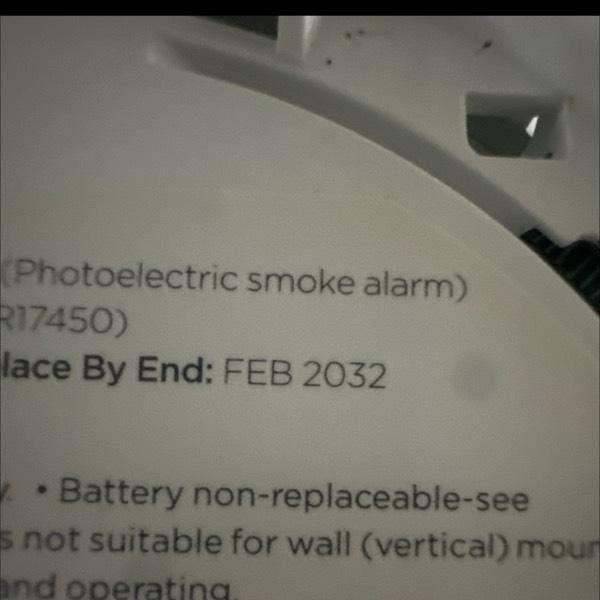 (Photoelectric smoke alarm)
R17450)
lace By End: FEB 2032
y. • Battery non-replaceable-see
s not suitable for wall (vertical) moun
and operating.